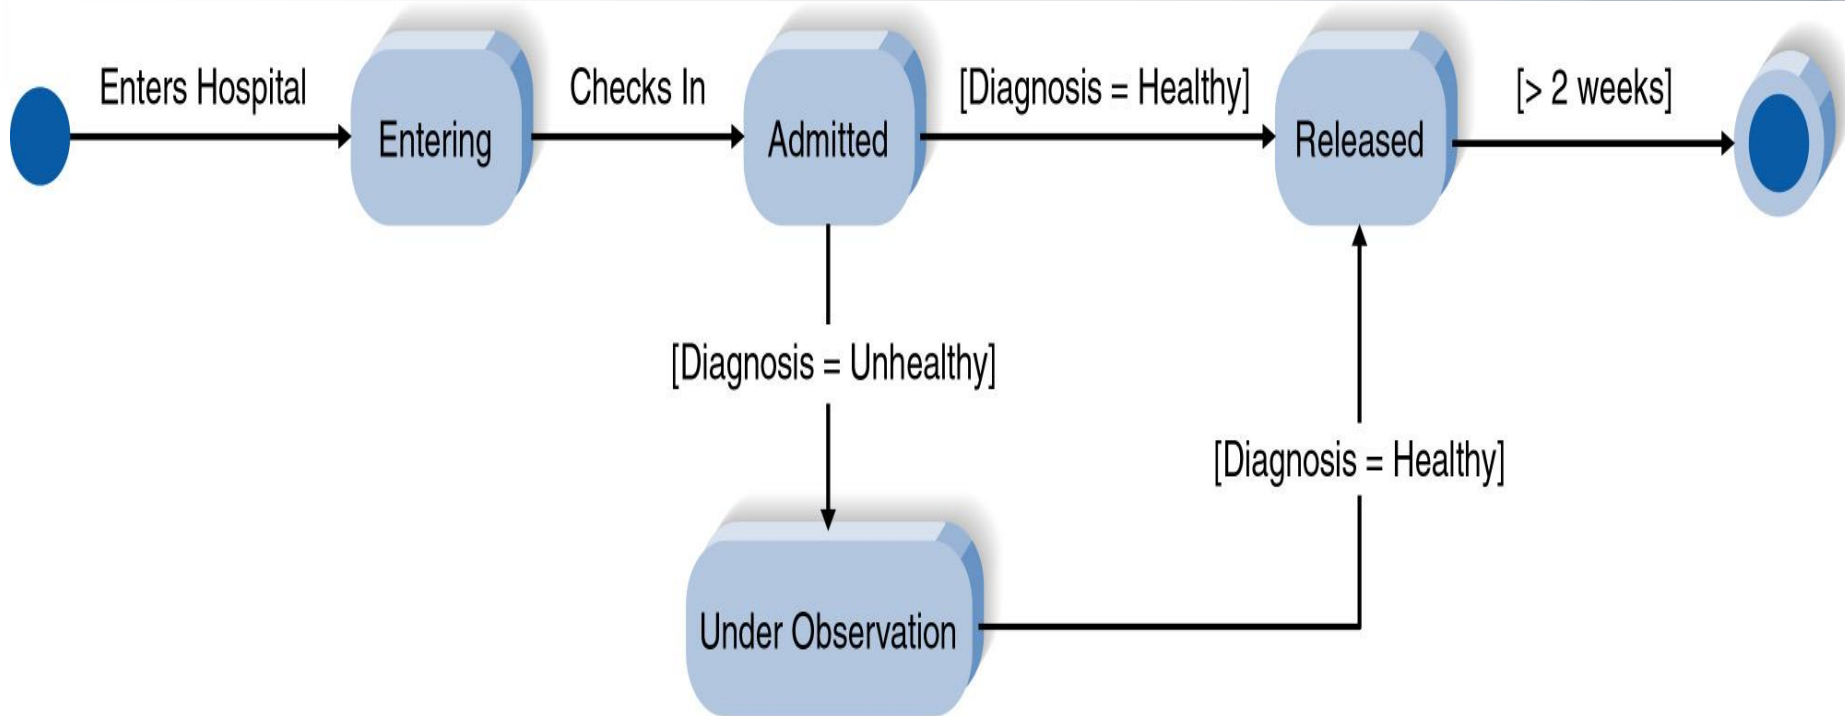 Enters Hospital
Entering
Checks In
Admitted
[Diagnosis = Healthy]
Released
[> 2 weeks]
[Diagnosis = Unhealthy]
[Diagnosis = Healthy]
Under Observation